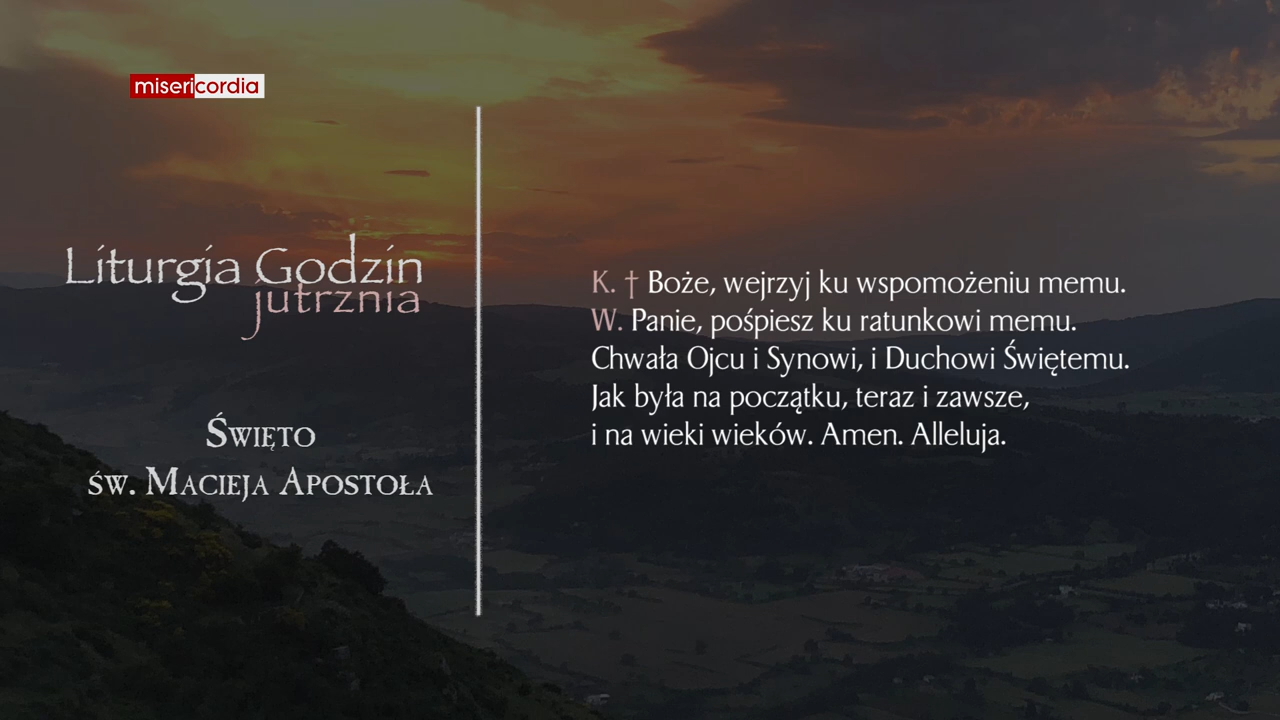 misericordia
Liturgia Godzin
jutrznia
Święto
św. Macieja Apostoła
K. † Boże, wejrzyj ku wspomożeniu memu.
W. Panie, pośpiesz ku ratunkowi memu.
Chwała Ojcu i Synowi, i Duchowi Świętemu.
Jak była na początku, teraz i zawsze,
i na wieki wieków. Amen. Alleluja.